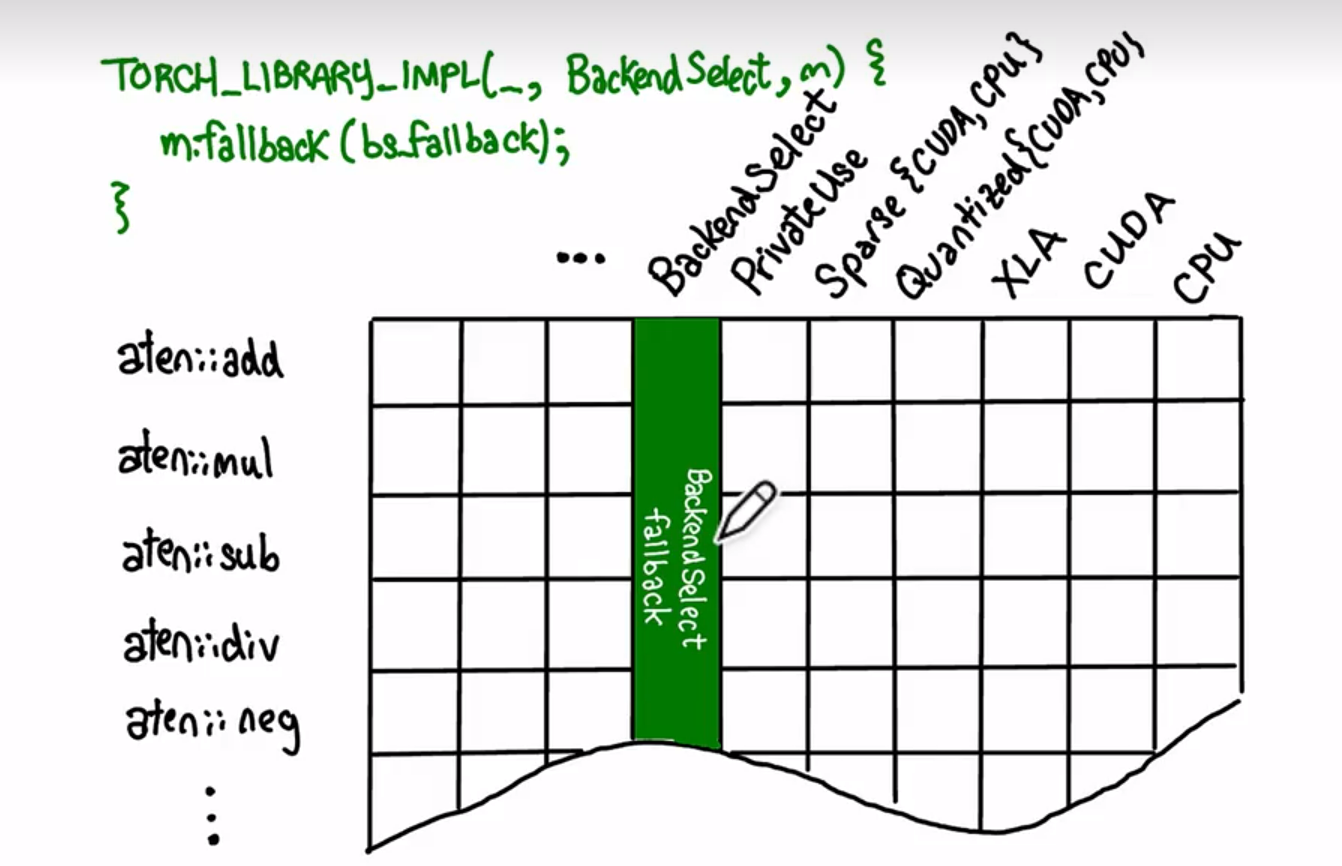 TORCH_LIBRARY_IMPL(_, BackendSelect, m) {
m.fallback(bs_fallback);
}
...
BackendSelect
PrivateUse
Sparse {CUDA, CPU}
Quantized{CUDA, CPU}
XLA
CUDA
CPU
aten::add
aten::mul
aten::sub
aten::div
aten::neg
BackendSelect
fallback